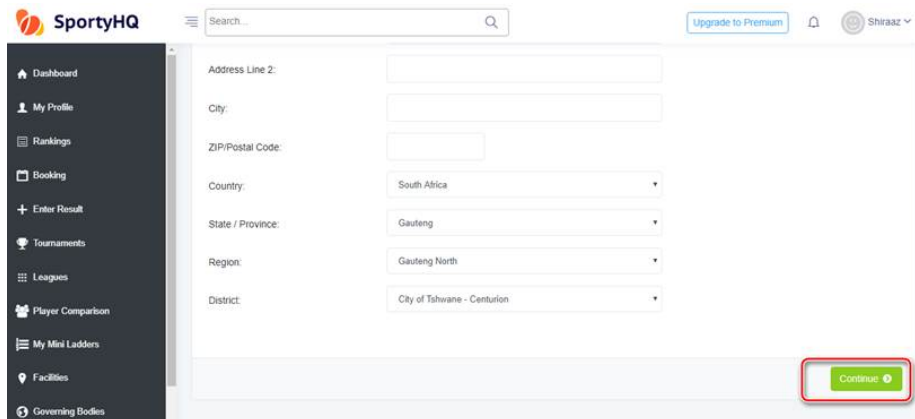 SportyHQ
Search...
Upgrade to Premium
Shiraaz
Dashboard
My Profile
Rankings
Booking
Enter Result
Tournaments
Leagues
Player Comparison
My Mini Ladders
Facilities
Governing Bodies
Address Line 2:
City:
ZIP/Postal Code:
Country:
South Africa
State / Province:
Gauteng
Region:
Gauteng North
District:
City of Tshwane - Centurion
Continue